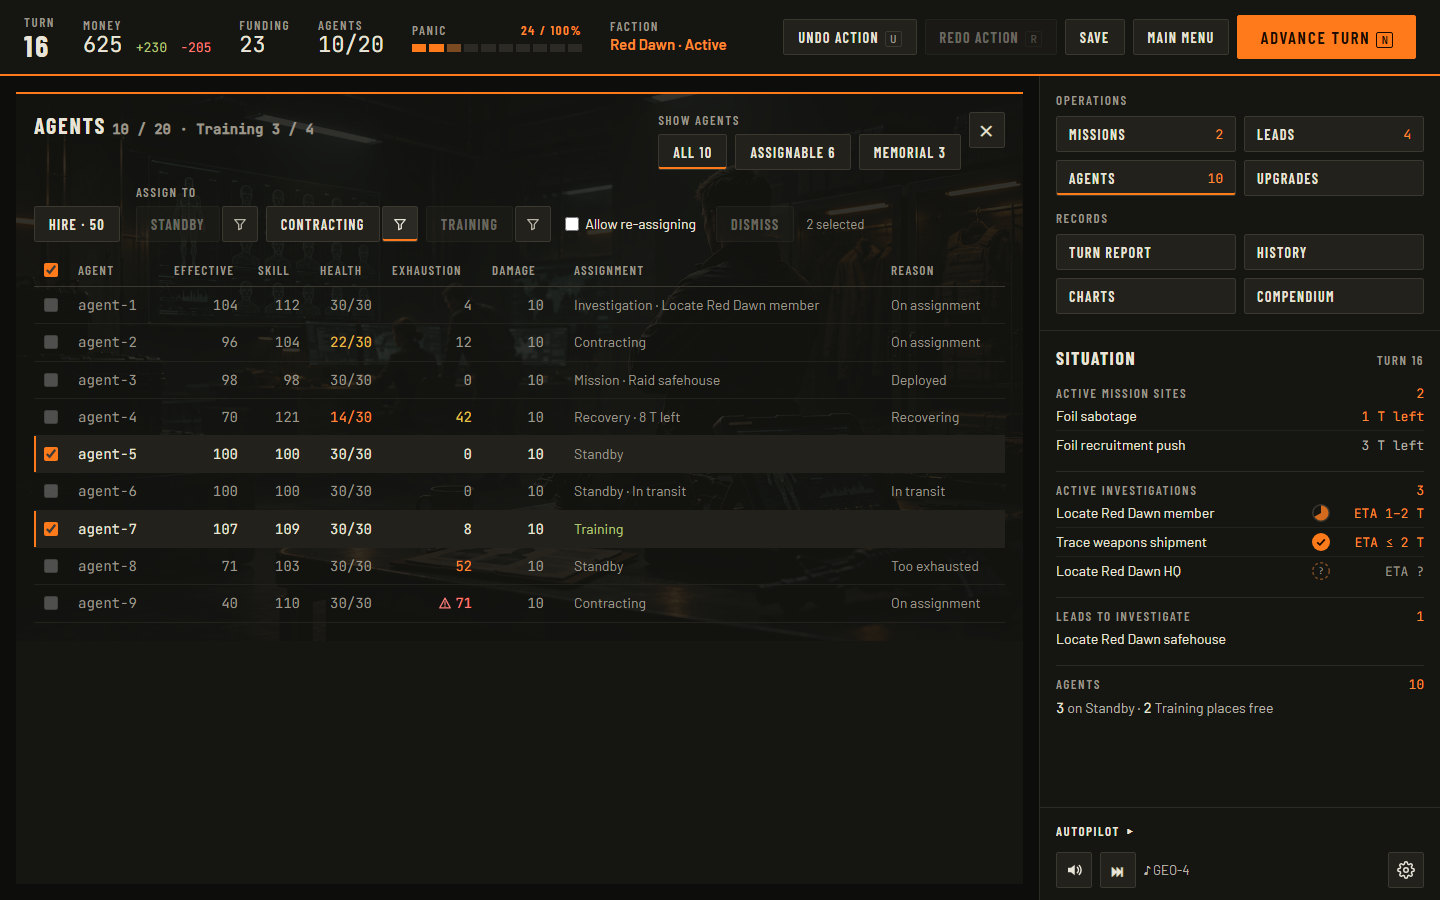 TURN
16
MONEY
625 +230 -205
FUNDING
23
AGENTS
10/20
PANIC 24 / 100%
FACTION
Red Dawn · Active
UNDO ACTION U
REDO ACTION R
SAVE
MAIN MENU
ADVANCE TURN N
AGENTS 10 / 20 · Training 3 / 4
SHOW AGENTS
ALL 10
ASSIGNABLE 6
MEMORIAL 3
ASSIGN TO
HIRE · 50
STANDBY
CONTRACTING
TRAINING
Allow re-assigning
DISMISS
2 selected
AGENT EFFECTIVE SKILL HEALTH EXHAUSTION DAMAGE ASSIGNMENT REASON
agent-1 104 112 30/30 4 10 Investigation · Locate Red Dawn member On assignment
agent-2 96 104 22/30 12 10 Contracting On assignment
agent-3 98 98 30/30 0 10 Mission · Raid safehouse Deployed
agent-4 70 121 14/30 42 10 Recovery · 8 T left Recovering
agent-5 100 100 30/30 0 10 Standby
agent-6 100 100 30/30 0 10 Standby · In transit In transit
agent-7 107 109 30/30 8 10 Training
agent-8 71 103 30/30 52 10 Standby Too exhausted
agent-9 40 110 30/30 71 10 Contracting On assignment
OPERATIONS
MISSIONS 2
LEADS 4
AGENTS 10
UPGRADES
RECORDS
TURN REPORT
HISTORY
CHARTS
COMPENDIUM
SITUATION TURN 16
ACTIVE MISSION SITES 2
Foil sabotage 1 T left
Foil recruitment push 3 T left
ACTIVE INVESTIGATIONS 3
Locate Red Dawn member ETA 1–2 T
Trace weapons shipment ETA ≤ 2 T
Locate Red Dawn HQ ? ETA ?
LEADS TO INVESTIGATE 1
Locate Red Dawn safehouse
AGENTS 10
3 on Standby · 2 Training places free
AUTOPILOT ▸
♪ GEO-4